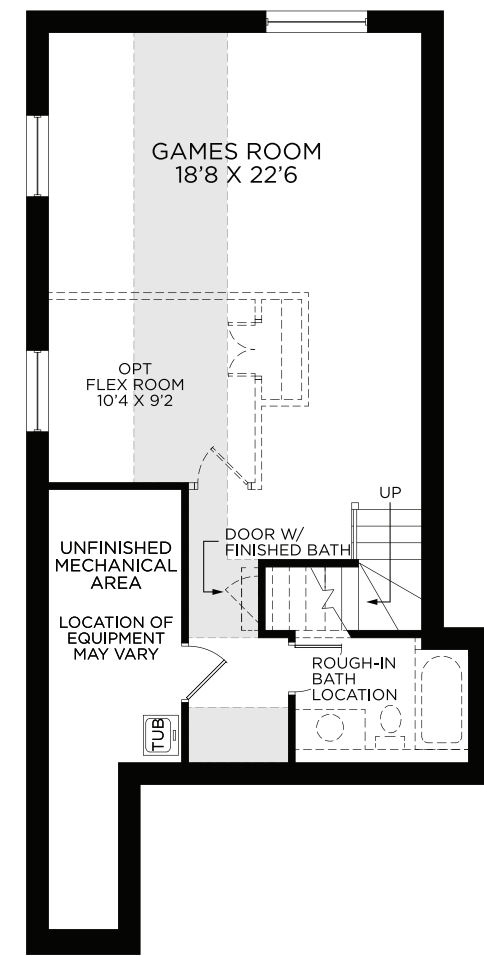 GAMES ROOM
18'8 X 22'6
OPT
FLEX ROOM
10'4 X 9'2
UP
DOOR W/
FINISHED BATH
UNFINISHED
MECHANICAL
AREA
LOCATION OF
EQUIPMENT
MAY VARY
ROUGH-IN
BATH
LOCATION
TUB